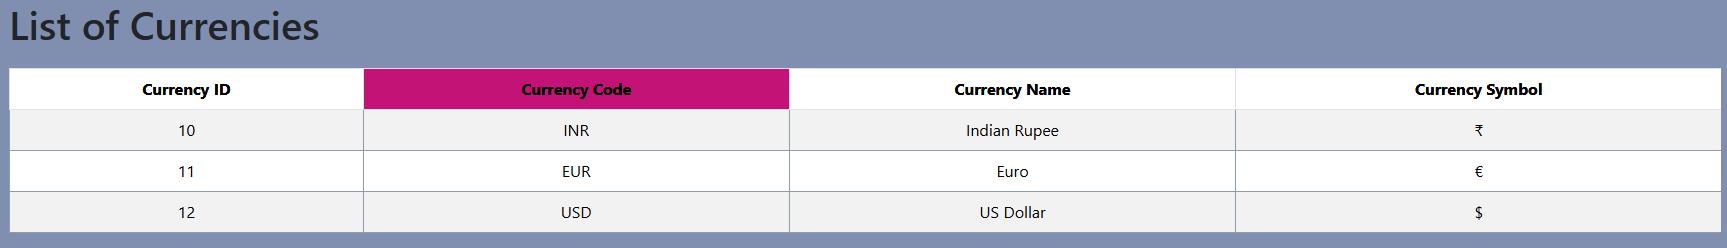 List of Currencies
Currency ID Currency Code Currency Name Currency Symbol
10 INR Indian Rupee ₹
11 EUR Euro €
12 USD US Dollar $